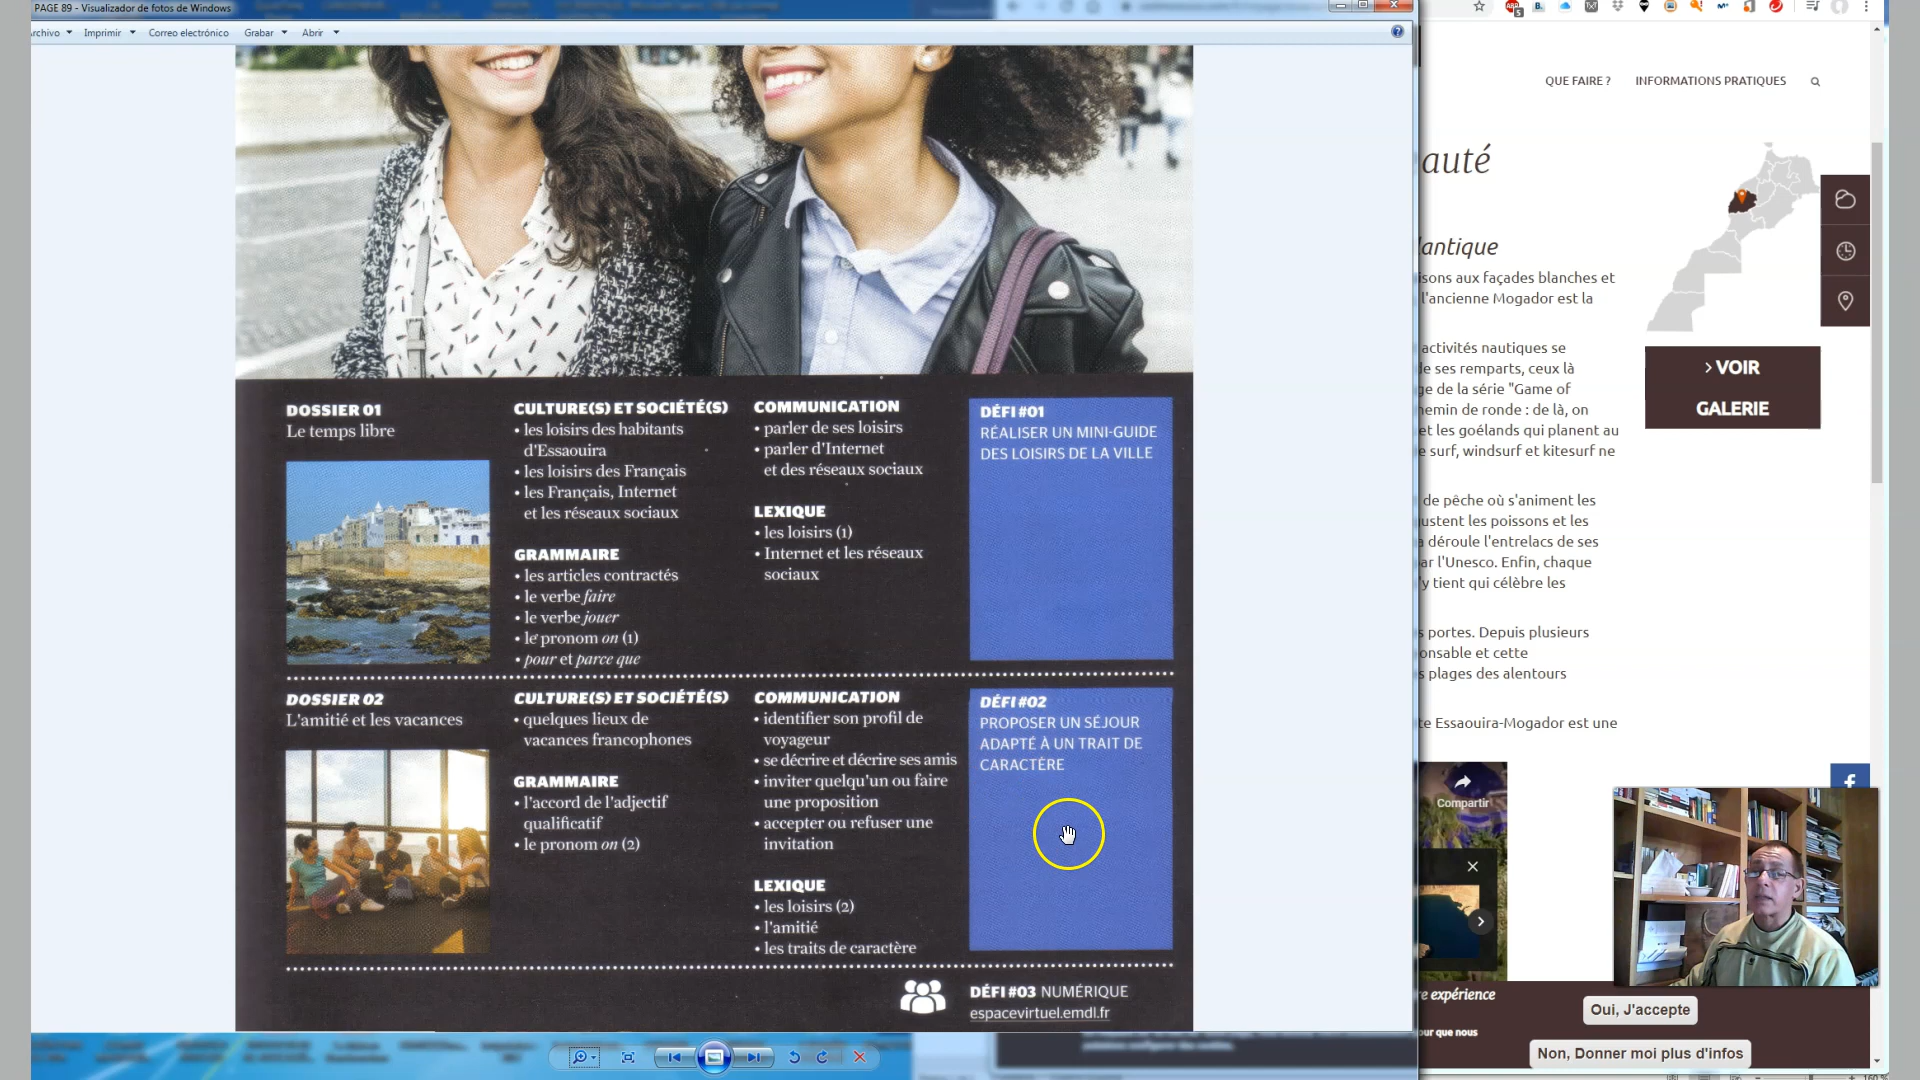 PAGE 89 - Visualizador de fotos de Windows
Imprimir
Correo electrónico
Grabar
Abrir
DOSSIER 01
Le temps libre
CULTURE(S) ET SOCIÉTÉ(S)
• les loisirs des habitants
d'Essaouira
• les loisirs des Français
• les Français, Internet
et les réseaux sociaux
GRAMMAIRE
• les articles contractés
• le verbe faire
• le verbe jouer
• le pronom on (1)
• pour et parce que
COMMUNICATION
• parler de ses loisirs
• parler d'Internet
et des réseaux sociaux
LEXIQUE
• les loisirs (1)
• Internet et les réseaux
sociaux
DÉFI #01
RÉALISER UN MINI-GUIDE
DES LOISIRS DE LA VILLE
DOSSIER 02
L'amitié et les vacances
CULTURE(S) ET SOCIÉTÉ(S)
• quelques lieux de
vacances francophones
GRAMMAIRE
• l'accord de l'adjectif
qualificatif
• le pronom on (2)
COMMUNICATION
• identifier son profil de
voyageur
• se décrire et décrire ses amis
• inviter quelqu'un ou faire
une proposition
• accepter ou refuser une
invitation
LEXIQUE
• les loisirs (2)
• l'amitié
• les traits de caractère
DÉFI #02
PROPOSER UN SÉJOUR
ADAPTÉ À UN TRAIT DE
CARACTÈRE
DÉFI #03 NUMÉRIQUE
espacevirtuel.emdl.fr
QUE FAIRE ?
INFORMATIONS PRATIQUES
auté
lantique
isons aux façades blanches et
l'ancienne Mogador est la
activités nautiques se
de ses remparts, ceux là
ge de la série "Game of
hemin de ronde : de là, on
et les goélands qui planent au
e surf, windsurf et kitesurf ne
de pêche où s'animent les
ustent les poissons et les
a déroule l'entrelacs de ses
ar l'Unesco. Enfin, chaque
'y tient qui célèbre les
s portes. Depuis plusieurs
onsable et cette
s plages des alentours
te Essaouira-Mogador est une
> VOIR
GALERIE
Compartir
e expérience
our que nous
Oui, J'accepte
Non, Donner moi plus d'infos